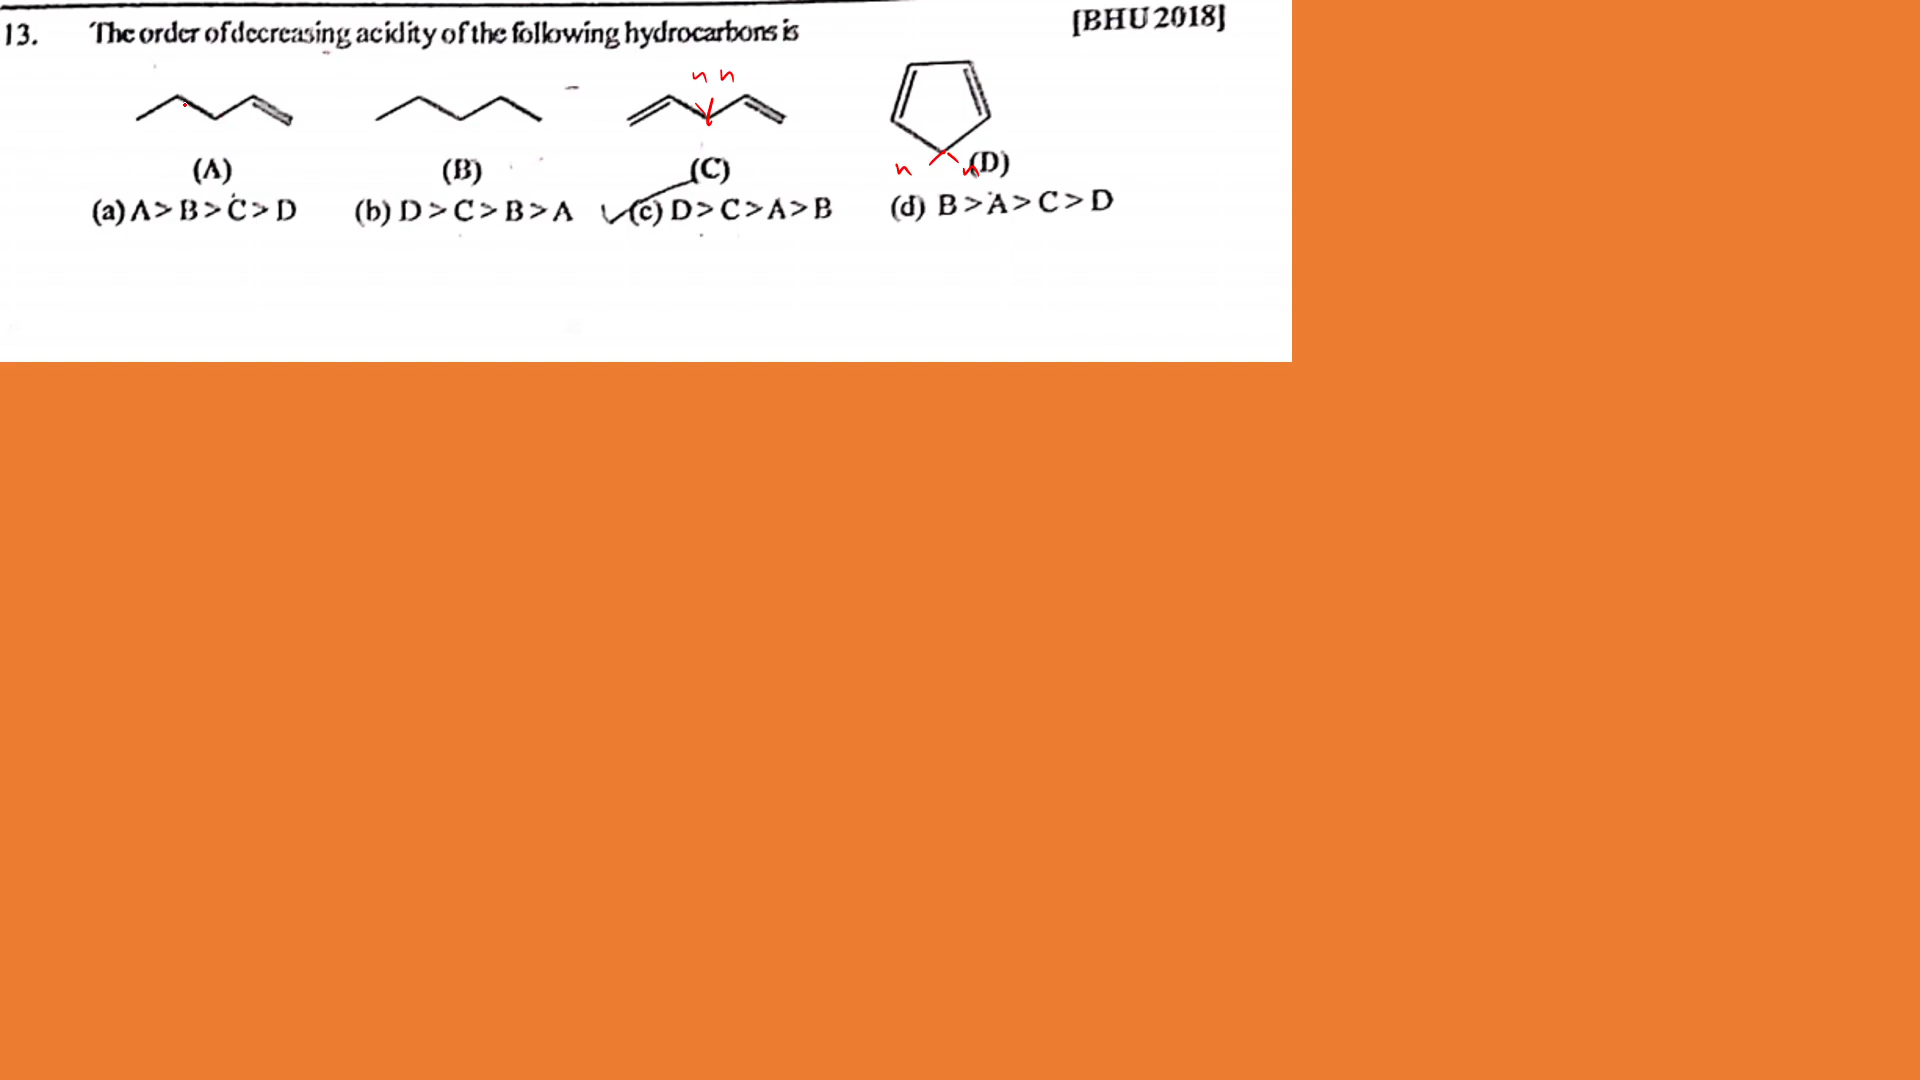 13. The order of decreasing acidity of the following hydrocarbons is [BHU 2018]
n n
n n
(A) (B) (C) (D)
(a) A > B > C > D (b) D > C > B > A (c) D > C > A > B (d) B > A > C > D